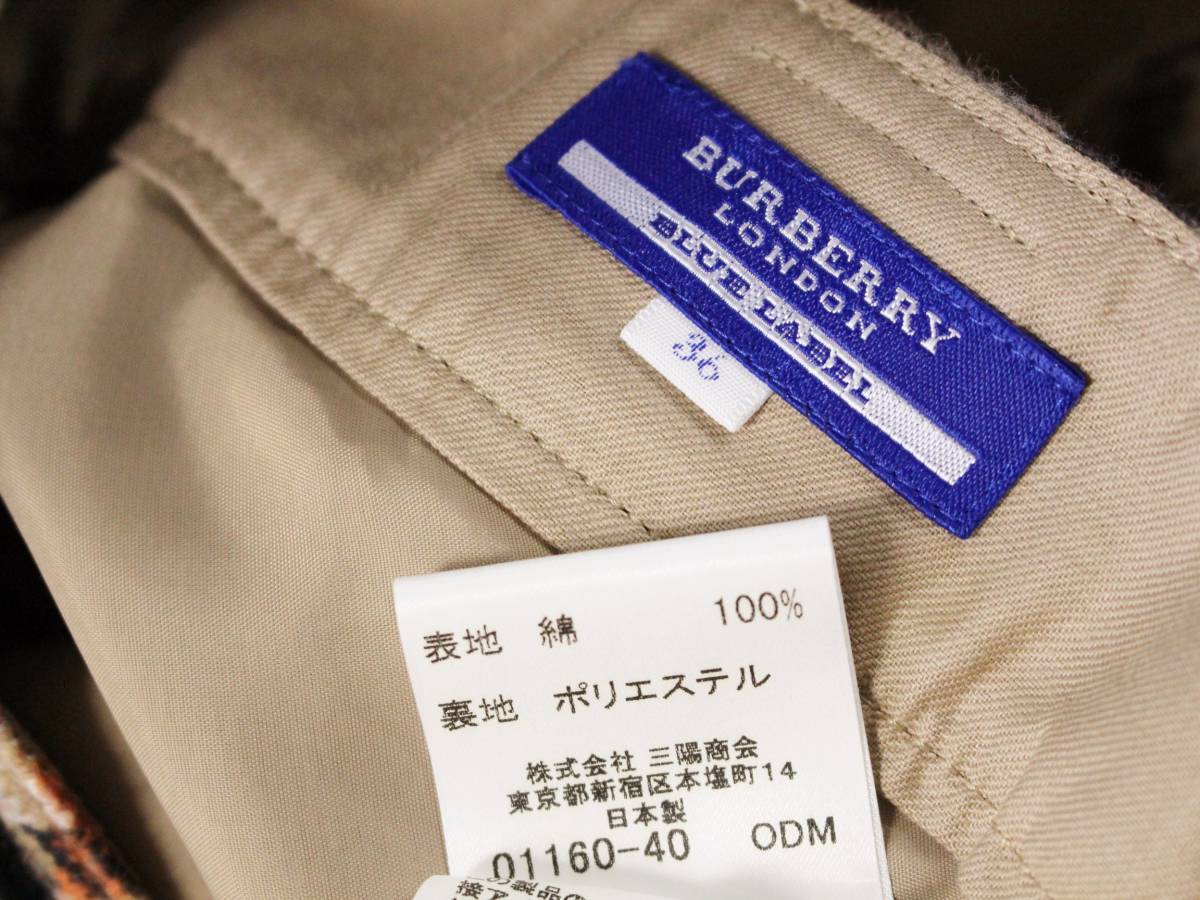 BURBERRY
LONDON
BLUE LABEL
36
表地 綿 100%
裏地 ポリエステル
株式会社 三陽商会
東京都新宿区本塩町14
日本製
01160-40 ODM
製品